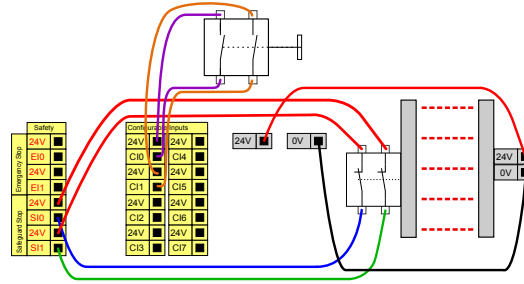 Safety
Emergency Stop
24V
EI0
24V
EI1
Safeguard Stop
24V
SI0
24V
SI1
Configurable Inputs
24V 24V
CI0 CI4
24V 24V
CI1 CI5
24V 24V
CI2 CI6
24V 24V
CI3 CI7
24V
0V
24V
0V